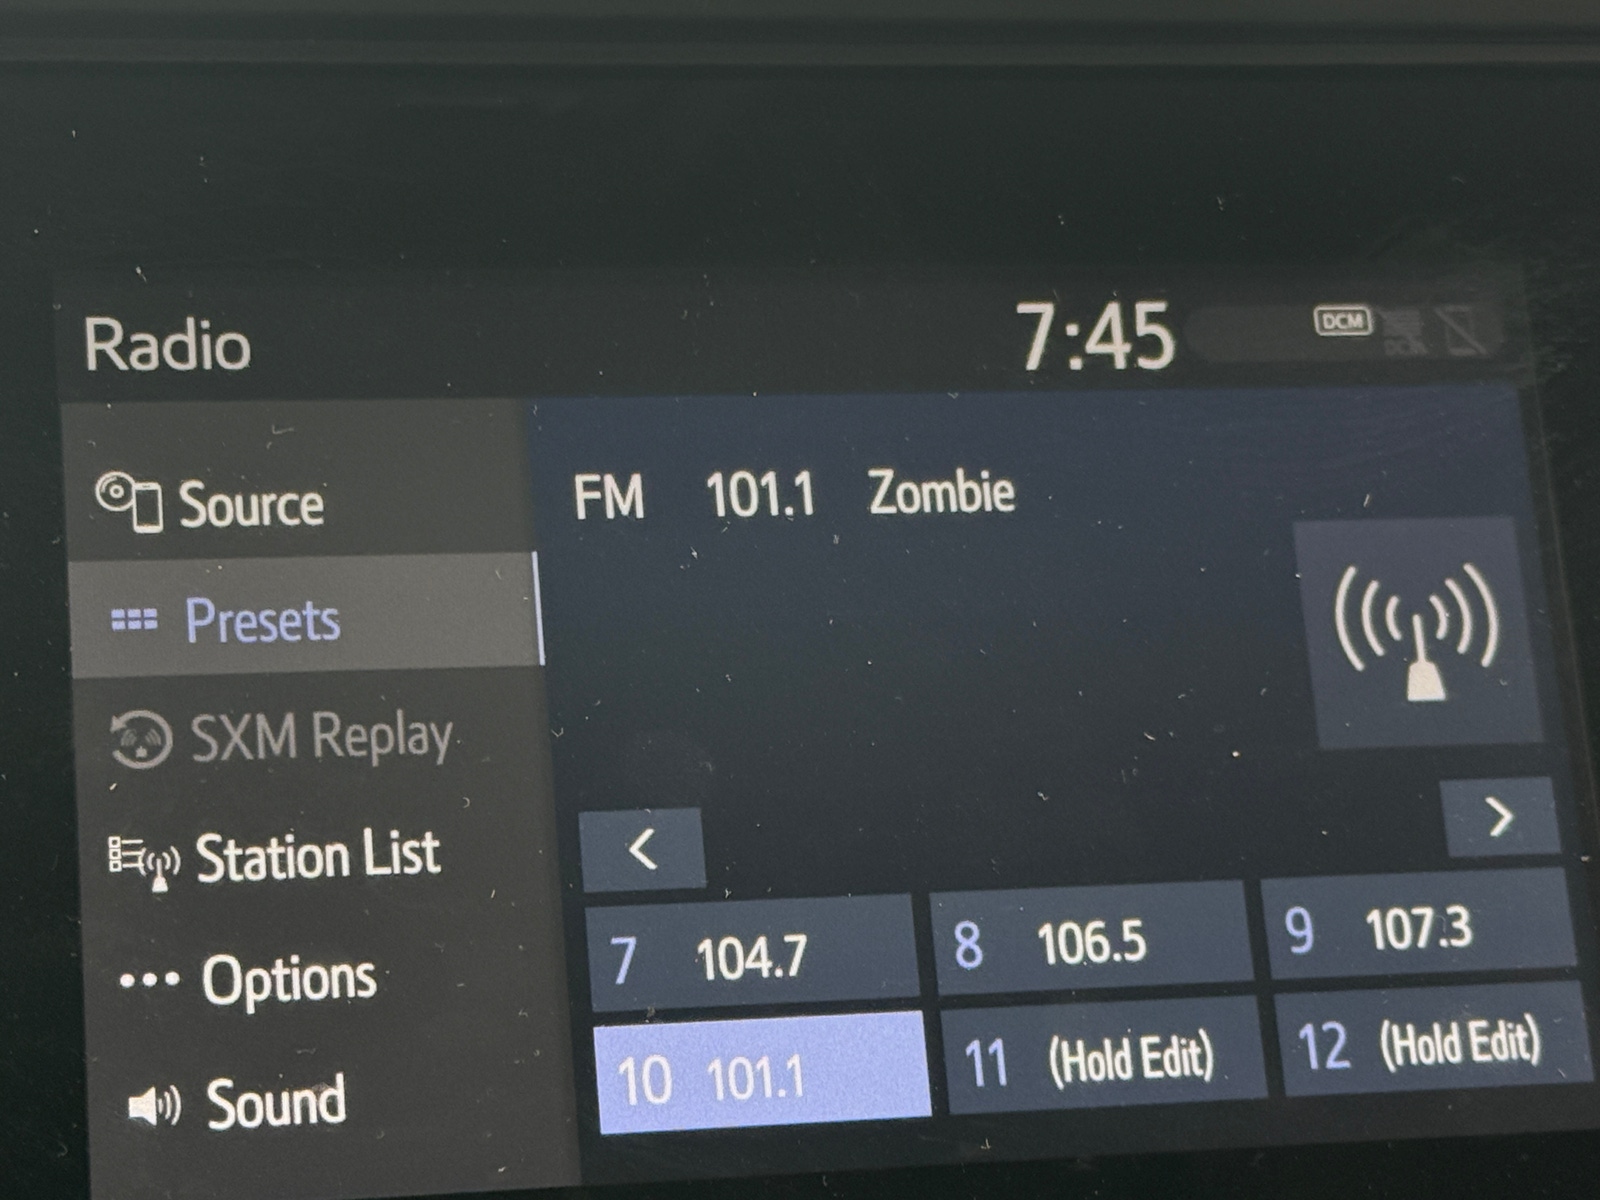 Radio
7:45
DCM
Source
Presets
SXM Replay
Station List
Options
Sound
FM 101.1 Zombie
<
>
7 104.7
8 106.5
9 107.3
10 101.1
11 (Hold Edit)
12 (Hold Edit)